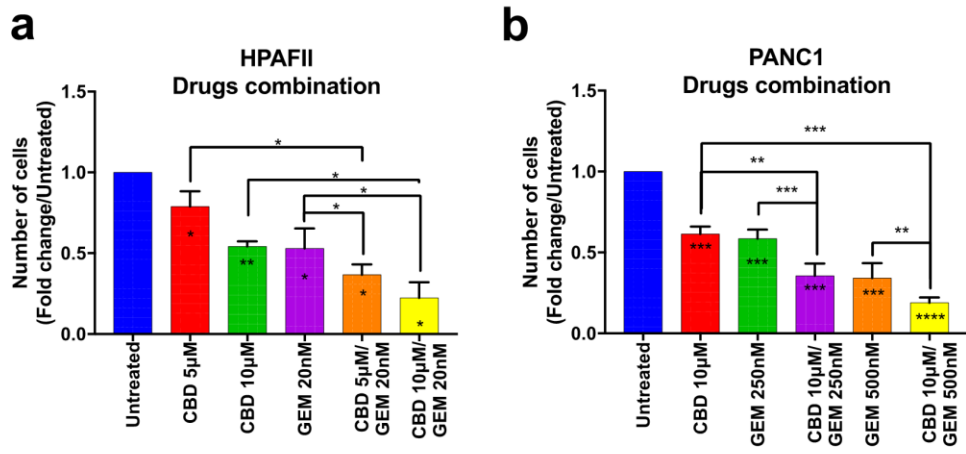 a
HPAFII
Drugs combination
Number of cells
(Fold change/Untreated)
1.5
1.0
0.5
0.0
*
*
*
*
*
**
*
*
*
Untreated
CBD 5µM
CBD 10µM
GEM 20nM
CBD 5µM/
GEM 20nM
CBD 10µM/
GEM 20nM
b
PANC1
Drugs combination
Number of cells
(Fold change/Untreated)
1.5
1.0
0.5
0.0
***
**
***
**
***
***
***
***
****
Untreated
CBD 10µM
GEM 250nM
CBD 10µM/
GEM 250nM
GEM 500nM
CBD 10µM/
GEM 500nM